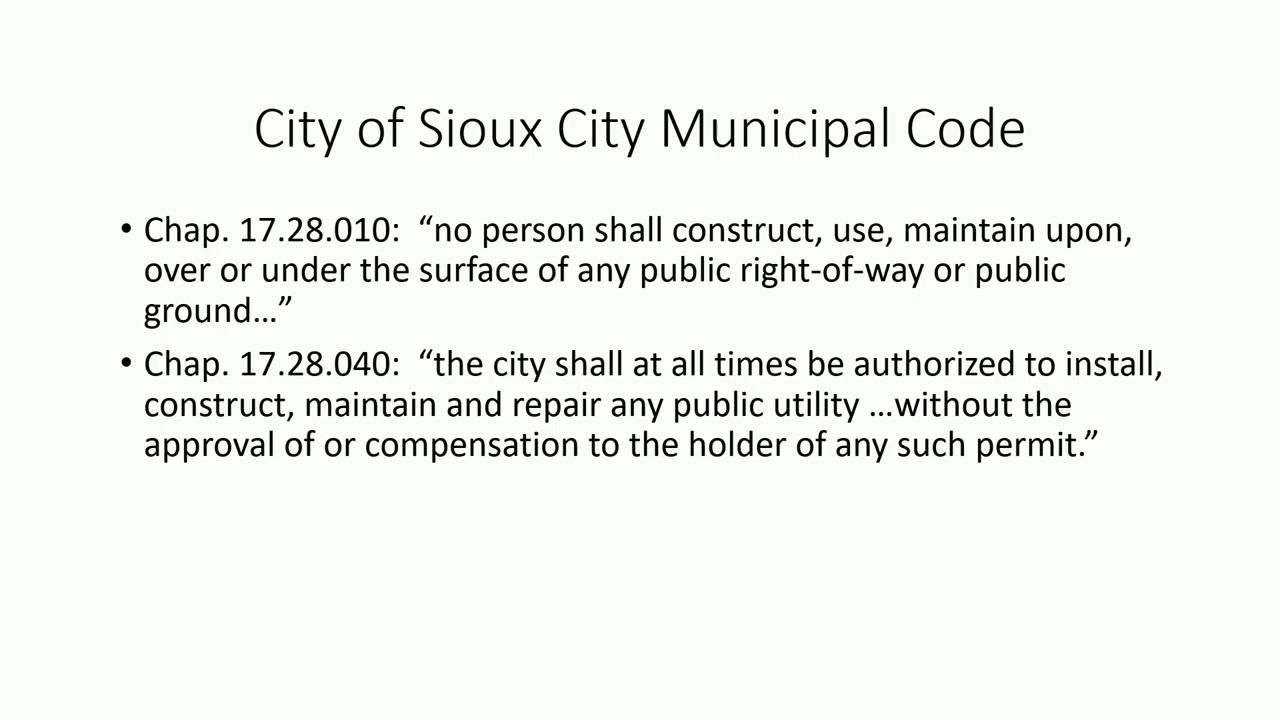 City of Sioux City Municipal Code
• Chap. 17.28.010:  “no person shall construct, use, maintain upon,
over or under the surface of any public right-of-way or public
ground…”
• Chap. 17.28.040:  “the city shall at all times be authorized to install,
construct, maintain and repair any public utility …without the
approval of or compensation to the holder of any such permit.”